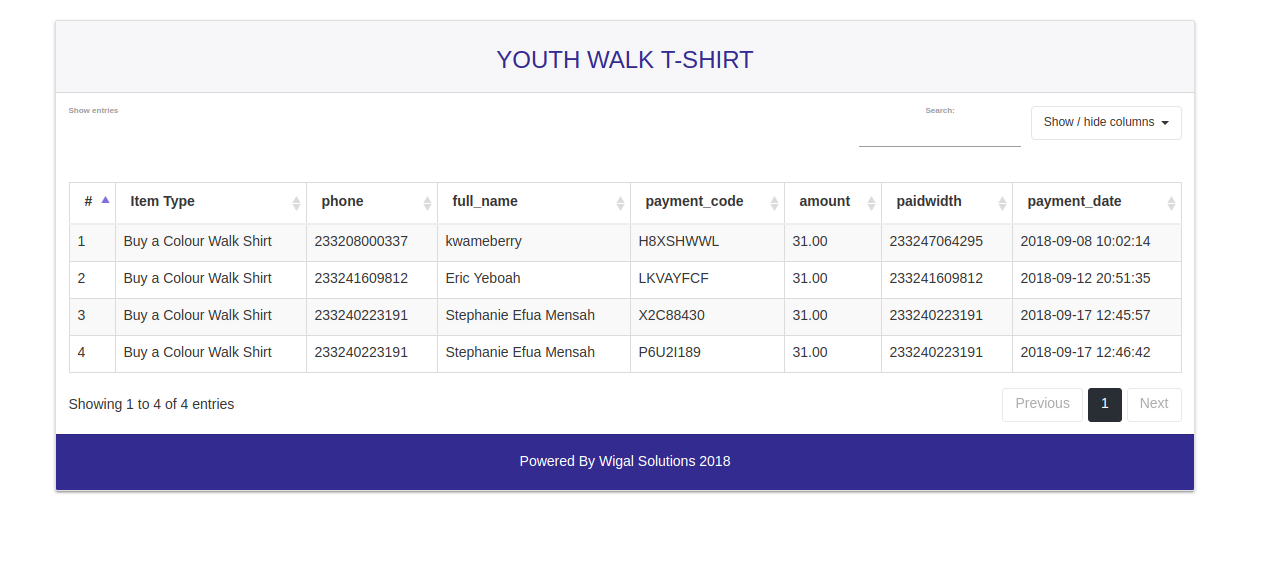 YOUTH WALK T-SHIRT
Show entries
Search:
Show / hide columns
# Item Type phone full_name payment_code amount paidwidth payment_date
1 Buy a Colour Walk Shirt 233208000337 kwameberry H8XSHWWL 31.00 233247064295 2018-09-08 10:02:14
2 Buy a Colour Walk Shirt 233241609812 Eric Yeboah LKVAYFCF 31.00 233241609812 2018-09-12 20:51:35
3 Buy a Colour Walk Shirt 233240223191 Stephanie Efua Mensah X2C88430 31.00 233240223191 2018-09-17 12:45:57
4 Buy a Colour Walk Shirt 233240223191 Stephanie Efua Mensah P6U2I189 31.00 233240223191 2018-09-17 12:46:42
Showing 1 to 4 of 4 entries
Previous 1 Next
Powered By Wigal Solutions 2018